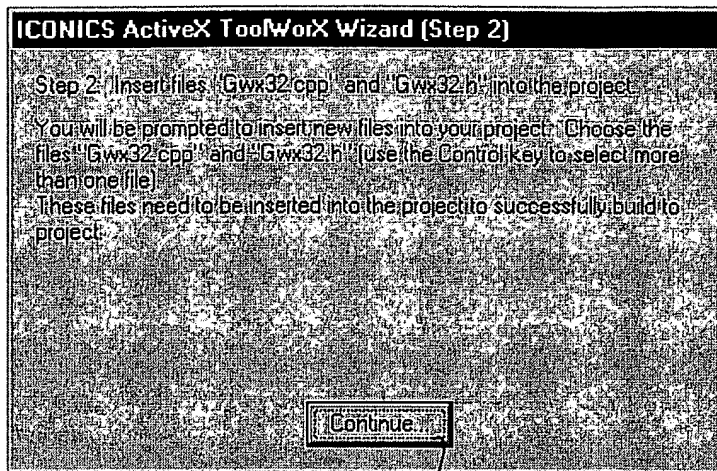 ICONICS ActiveX ToolWorX Wizard (Step 2)
Step 2: Insert files "Gwx32.cpp" and "Gwx32.h" into the project.
You will be prompted to insert new files into your project. Choose the
files "Gwx32.cpp" and "Gwx32.h" (use the Control key to select more
than one file)
These files need to be inserted into the project to successfully build to
project.
Continue...